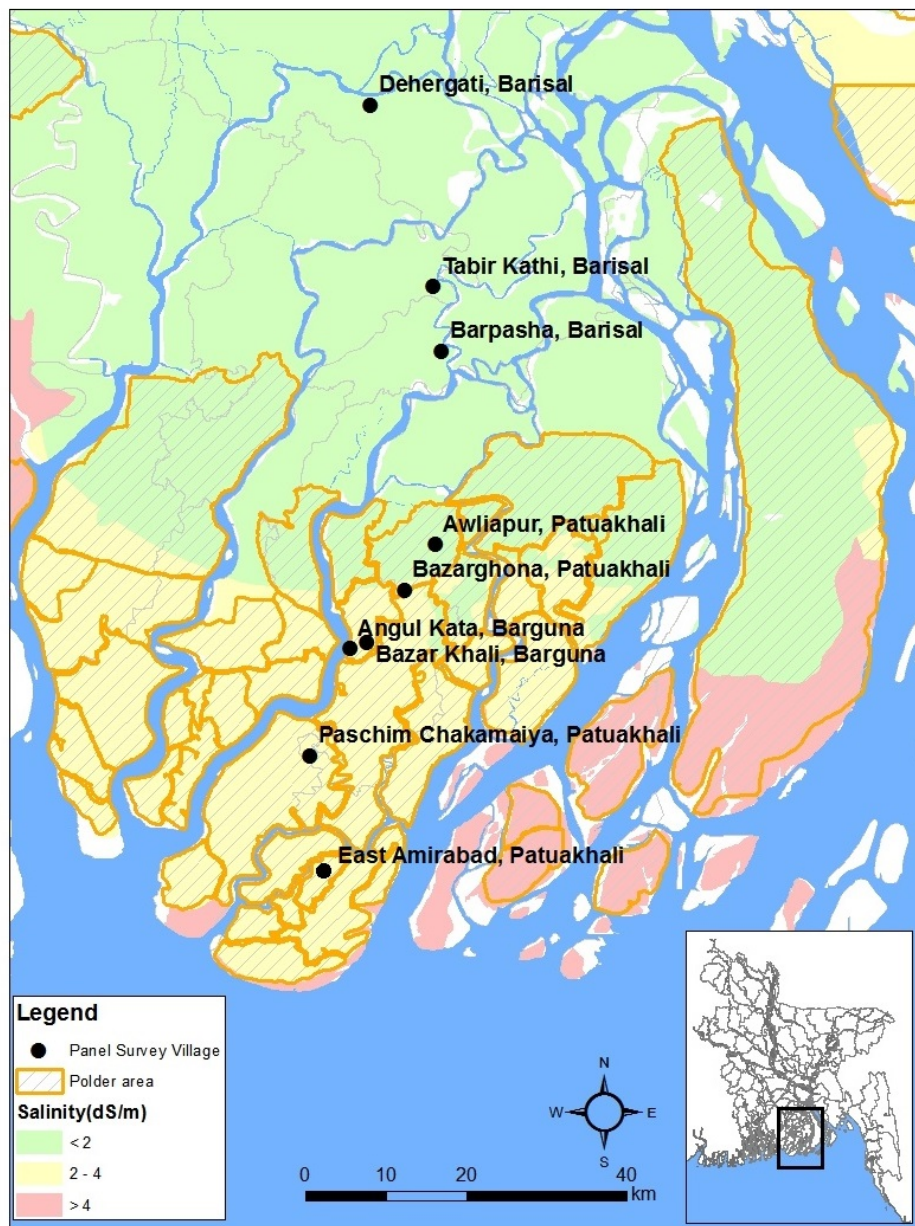 Dehergati, Barisal
Tabir Kathi, Barisal
Barpasha, Barisal
Awliapur, Patuakhali
Bazarghona, Patuakhali
Angul Kata, Barguna
Bazar Khali, Barguna
Paschim Chakamaiya, Patuakhali
East Amirabad, Patuakhali
Legend
Panel Survey Village
Polder area
Salinity(dS/m)
< 2
2 - 4
> 4
N
W E
S
0 10 20 40
km